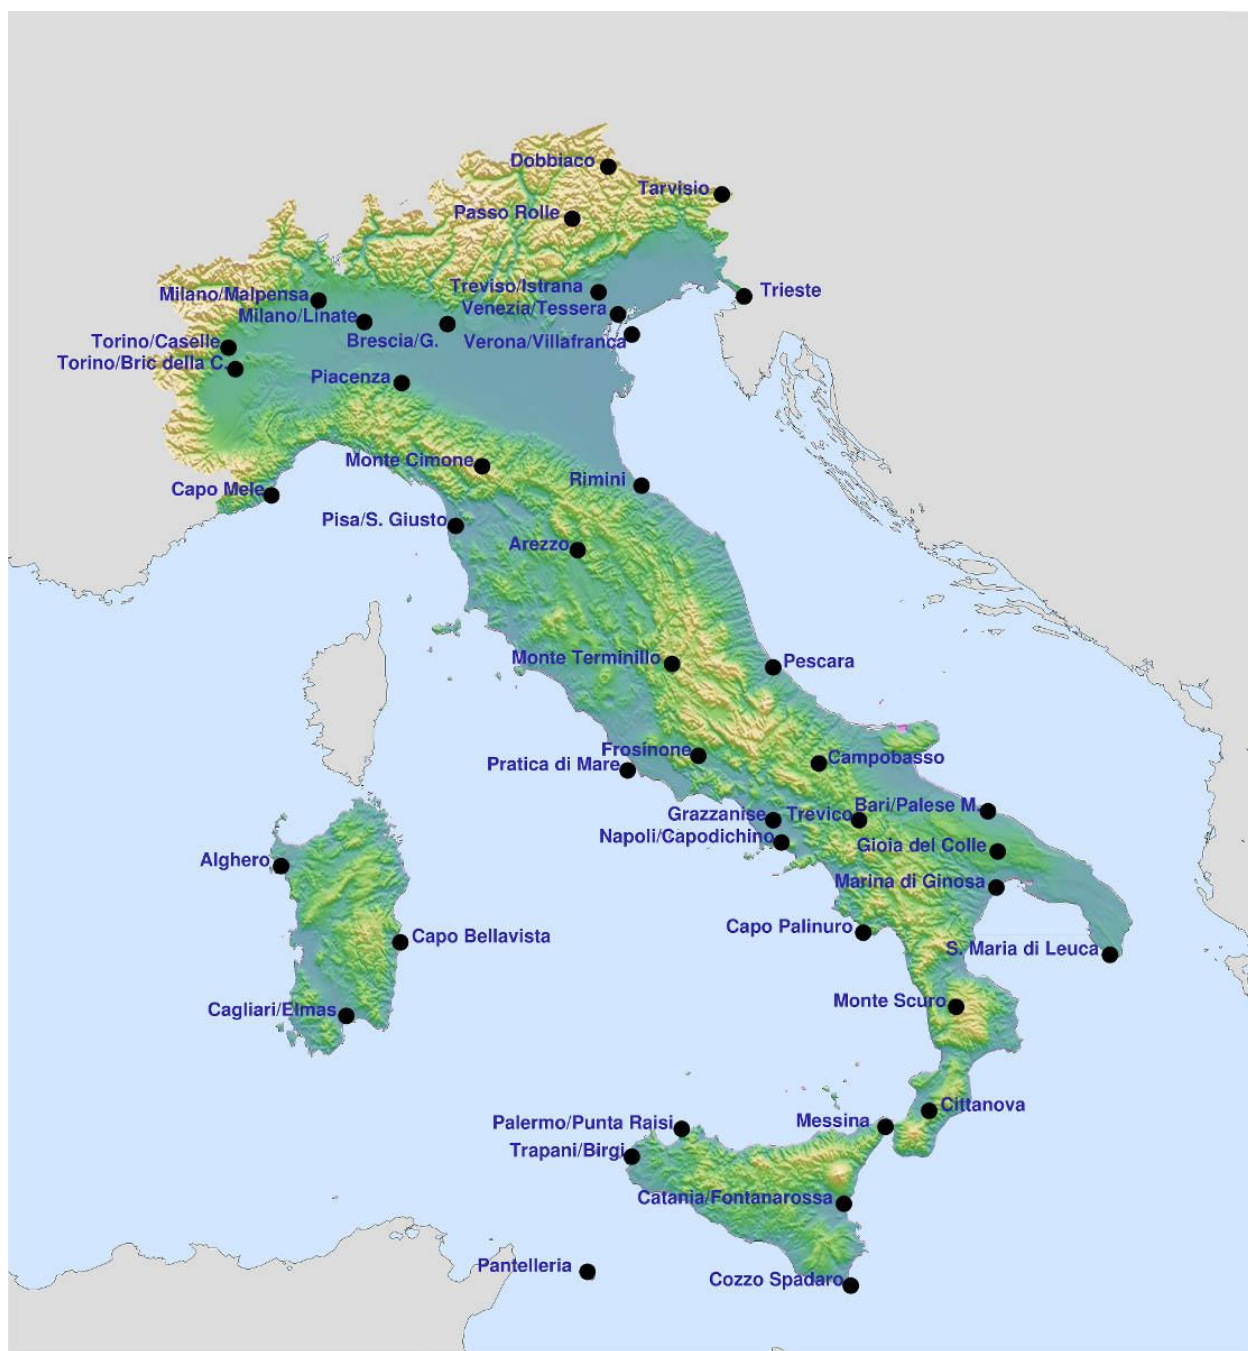 Dobbiaco
Tarvisio
Passo Rolle
Treviso/Istrana
Trieste
Milano/Malpensa
Venezia/Tessera
Milano/Linate
Brescia/G.
Verona/Villafranca
Torino/Caselle
Torino/Bric della C.
Piacenza
Monte Cimone
Rimini
Capo Mele
Pisa/S. Giusto
Arezzo
Monte Terminillo
Pescara
Frosinone
Campobasso
Pratica di Mare
Bari/Palese M.
Grazzanise
Trevico
Napoli/Capodichino
Gioia del Colle
Alghero
Marina di Ginosa
Capo Palinuro
Capo Bellavista
S. Maria di Leuca
Monte Scuro
Cagliari/Elmas
Cittanova
Messina
Palermo/Punta Raisi
Trapani/Birgi
Catania/Fontanarossa
Pantelleria
Cozzo Spadaro